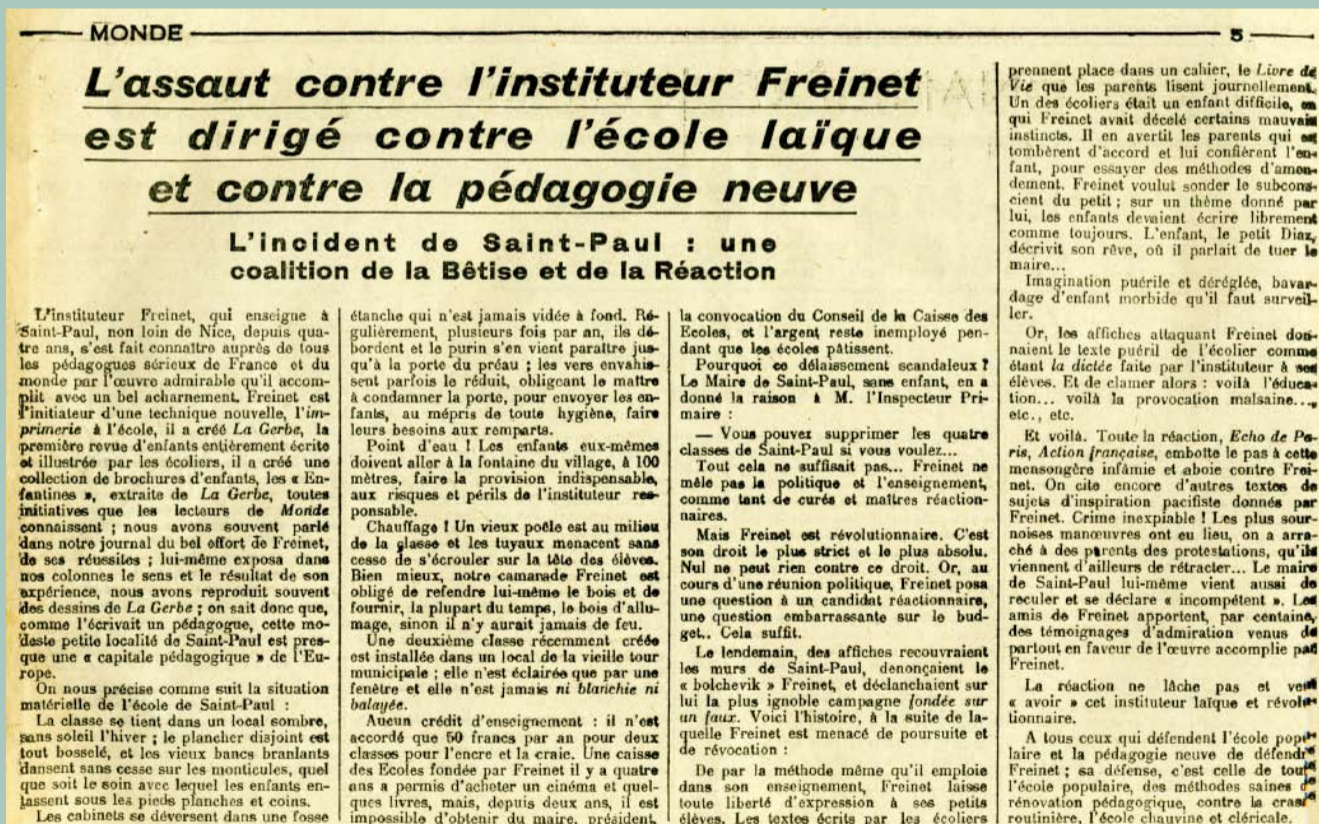 MONDE
5
L'assaut contre l'instituteur Freinet
est dirigé contre l'école laïque
et contre la pédagogie neuve
L'incident de Saint-Paul : une
coalition de la Bêtise et de la Réaction
L'instituteur Freinet, qui enseigne à
Saint-Paul, non loin de Nice, depuis qua-
tre ans, s'est fait connaître auprès de tous
les pédagogues sérieux de France et du
monde par l'œuvre admirable qu'il accom-
plit avec un bel acharnement. Freinet est
l'initiateur d'une technique nouvelle, l'im-
primerie à l'école, il a créé La Gerbe, la
première revue d'enfants entièrement écrite
et illustrée par les écoliers, il a créé une
collection de brochures d'enfants, les « En-
fantines », extraite de La Gerbe, toutes
initiatives que les lecteurs de Monde
connaissent ; nous avons souvent parlé
dans notre journal du bel effort de Freinet,
de ses réussites ; lui-même exposa dans
nos colonnes le sens et le résultat de son
expérience, nous avons reproduit souvent
des dessins de La Gerbe ; on sait donc que,
comme l'écrivait un pédagogue, cette mo-
deste petite localité de Saint-Paul est pres-
que une « capitale pédagogique » de l'Eu-
rope.
On nous précise comme suit la situation
matérielle de l'école de Saint-Paul :
La classe se tient dans un local sombre,
sans soleil l'hiver ; le plancher disjoint est
tout bosselé, et les vieux bancs branlants
dansent sans cesse sur les monticules, quel
que soit le soin avec lequel les enfants en-
tassent sous les pieds planches et coins.
Les cabinets se déversent dans une fosse
étanche qui n'est jamais vidée à fond. Ré-
gulièrement, plusieurs fois par an, ils dé-
bordent et le purin s'en vient paraître jus-
qu'à la porte du préau ; les vers envahis-
sent parfois le réduit, obligeant le maître
à condamner la porte, pour envoyer les en-
fants, au mépris de toute hygiène, faire
leurs besoins aux remparts.
Point d'eau ! Les enfants eux-mêmes
doivent aller à la fontaine du village, à 100
mètres, faire la provision indispensable,
aux risques et périls de l'instituteur res-
ponsable.
Chauffage ! Un vieux poêle est au milieu
de la glasse et les tuyaux menacent sans
cesse de s'écrouler sur la tête des élèves.
Bien mieux, notre camarade Freinet est
obligé de refendre lui-même le bois et de
fournir, la plupart du temps, le bois d'allu-
mage, sinon il n'y aurait jamais de feu.
Une deuxième classe récemment créée
est installée dans un local de la vieille tour
municipale ; elle n'est éclairée que par une
fenêtre et elle n'est jamais ni blanchie ni
balayée.
Aucun crédit d'enseignement : il n'est
accordé que 50 francs par an pour deux
classes pour l'encre et la craie. Une caisse
des Ecoles fondée par Freinet il y a quatre
ans a permis d'acheter un cinéma et quel-
ques livres, mais, depuis deux ans, il est
impossible d'obtenir du maire, président,
la convocation du Conseil de la Caisse des
Ecoles, et l'argent reste inemployé pen-
dant que les écoles pâtissent.
Pourquoi ce délaissement scandaleux ?
Le Maire de Saint-Paul, sans enfant, en a
donné la raison à M. l'Inspecteur Pri-
maire :
— Vous pouvez supprimer les quatre
classes de Saint-Paul si vous voulez...
Tout cela ne suffisait pas... Freinet ne
mêle pas la politique et l'enseignement,
comme tant de curés et maîtres réaction-
naires.
Mais Freinet est révolutionnaire. C'est
son droit le plus strict et le plus absolu.
Nul ne peut rien contre ce droit. Or, au
cours d'une réunion politique, Freinet posa
une question à un candidat réactionnaire,
une question embarrassante sur le bud-
get.. Cela suffit.
Le lendemain, des affiches recouvraient
les murs de Saint-Paul, denonçaient le
« bolchevik » Freinet, et déclanchaient sur
lui la plus ignoble campagne fondée sur
un faux. Voici l'histoire, à la suite de la-
quelle Freinet est menacé de poursuite et
de révocation :
De par la méthode même qu'il emploie
dans son enseignement, Freinet laisse
toute liberté d'expression à ses petits
élèves. Les textes écrits par les écoliers
prennent place dans un cahier, le Livre de
Vie que les parents lisent journellement.
Un des écoliers était un enfant difficile, en
qui Freinet avait décelé certains mauvais
instincts. Il en avertit les parents qui en
tombèrent d'accord et lui confièrent l'en-
fant, pour essayer des méthodes d'amen-
dement. Freinet voulut sonder le subcons-
cient du petit ; sur un thème donné par
lui, les enfants devaient écrire librement
comme toujours. L'enfant, le petit Diaz,
décrivit son rêve, où il parlait de tuer le
maire...
Imagination puérile et déréglée, bavar-
dage d'enfant morbide qu'il faut surveil-
ler.
Or, les affiches attaquant Freinet don-
naient le texte puéril de l'écolier comme
étant la dictée faite par l'instituteur à ses
élèves. Et de clamer alors : voilà l'éduca-
tion... voilà la provocation malsaine...,
etc., etc.
Et voilà. Toute la réaction, Echo de Pa-
ris, Action française, emboîte le pas à cette
mensongère infâmie et aboie contre Frei-
net. On cite encore d'autres textes de
sujets d'inspiration pacifiste donnés par
Freinet. Crime inexpiable ! Les plus sour-
noises manœuvres ont eu lieu, on a arra-
ché à des parents des protestations, qu'ils
viennent d'ailleurs de rétracter... Le maire
de Saint-Paul lui-même vient aussi de
reculer et se déclare « incompétent ». Les
amis de Freinet apportent, par centaine,
des témoignages d'admiration venus de
partout en faveur de l'œuvre accomplie par
Freinet.
La réaction ne lâche pas et veut
« avoir » cet instituteur laïque et révolu-
tionnaire.
A tous ceux qui défendent l'école popu-
laire et la pédagogie neuve de défendre
Freinet ; sa défense, c'est celle de toute
l'école populaire, des méthodes saines de
rénovation pédagogique, contre la crasse
routinière, l'école chauvine et cléricale.